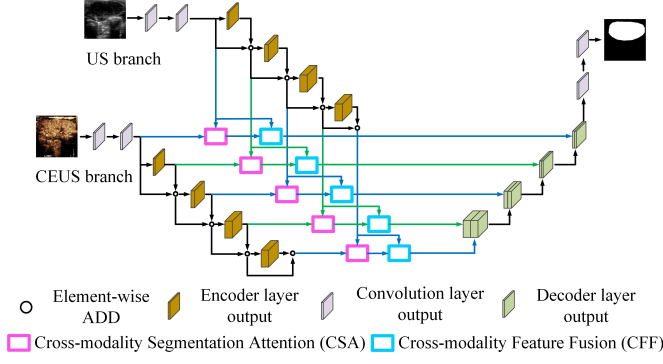 US branch
CEUS branch
Element-wise ADD
Encoder layer output
Convolution layer output
Decoder layer output
Cross-modality Segmentation Attention (CSA)
Cross-modality Feature Fusion (CFF)